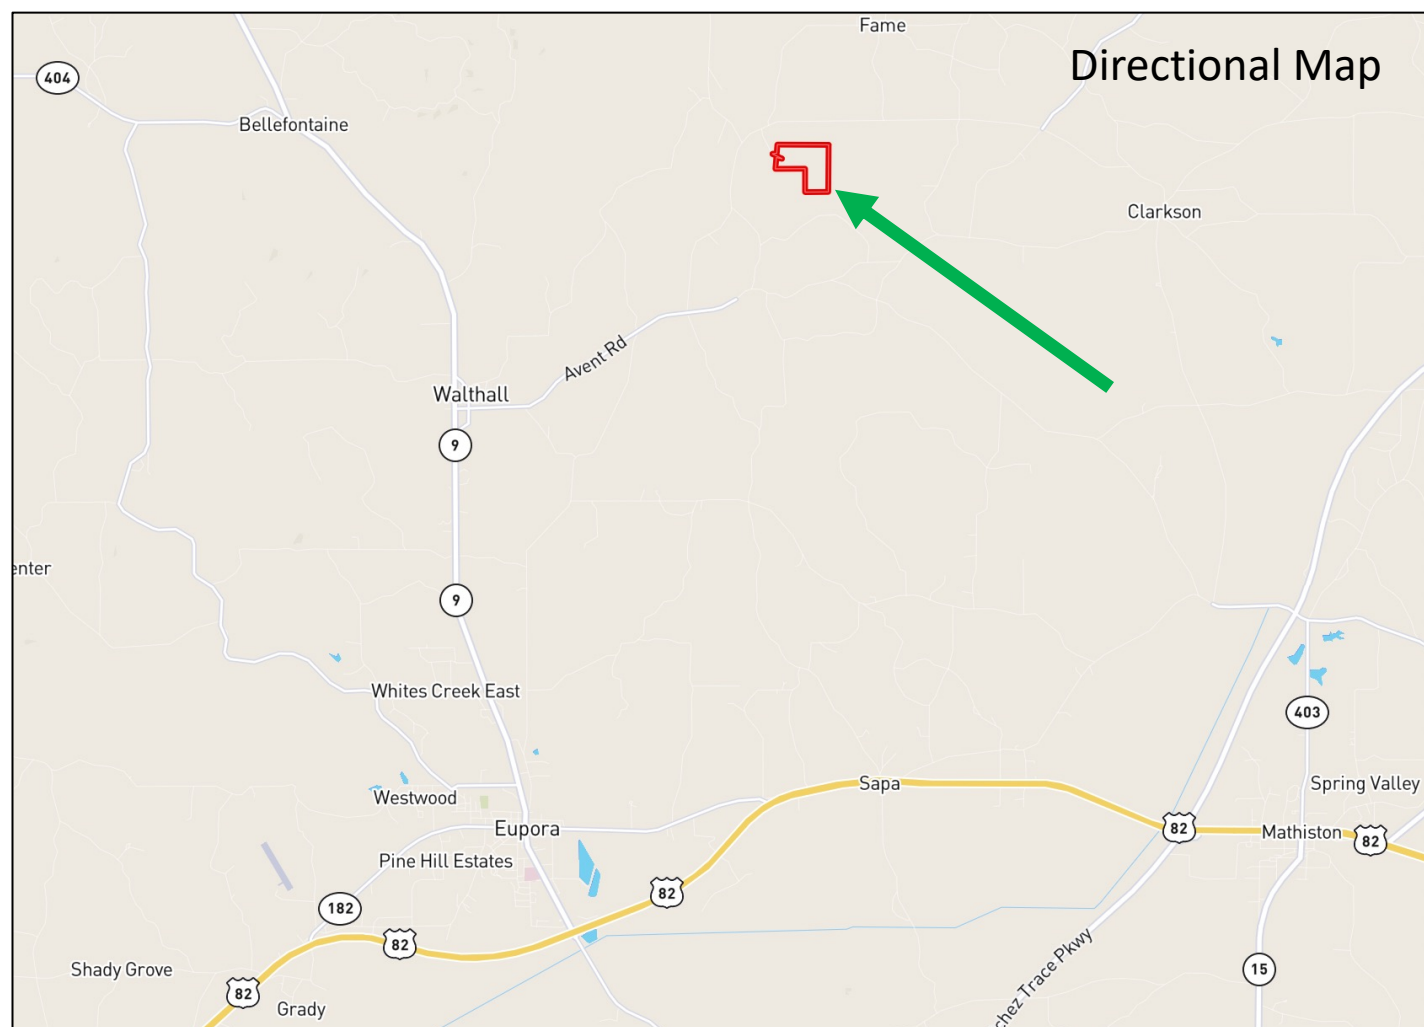 Fame
Directional Map
404
Bellefontaine
Clarkson
Avent Rd
Walthall
9
enter
9
Whites Creek East
403
Sapa
Spring Valley
Westwood
Eupora
82
Mathiston
82
Pine Hill Estates
82
182
82
chez Trace Pkwy
Shady Grove
15
82
Grady